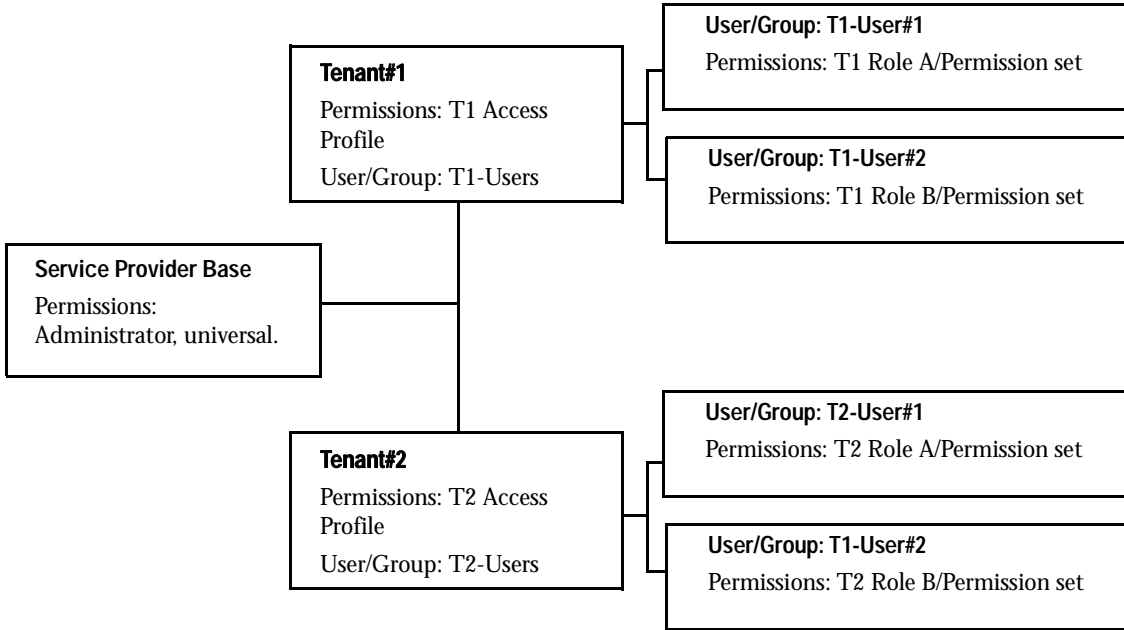 User/Group: T1-User#1
Permissions: T1 Role A/Permission set
Tenant#1
Permissions: T1 Access
Profile
User/Group: T1-Users
User/Group: T1-User#2
Permissions: T1 Role B/Permission set
Service Provider Base
Permissions:
Administrator, universal.
User/Group: T2-User#1
Permissions: T2 Role A/Permission set
Tenant#2
Permissions: T2 Access
Profile
User/Group: T2-Users
User/Group: T1-User#2
Permissions: T2 Role B/Permission set